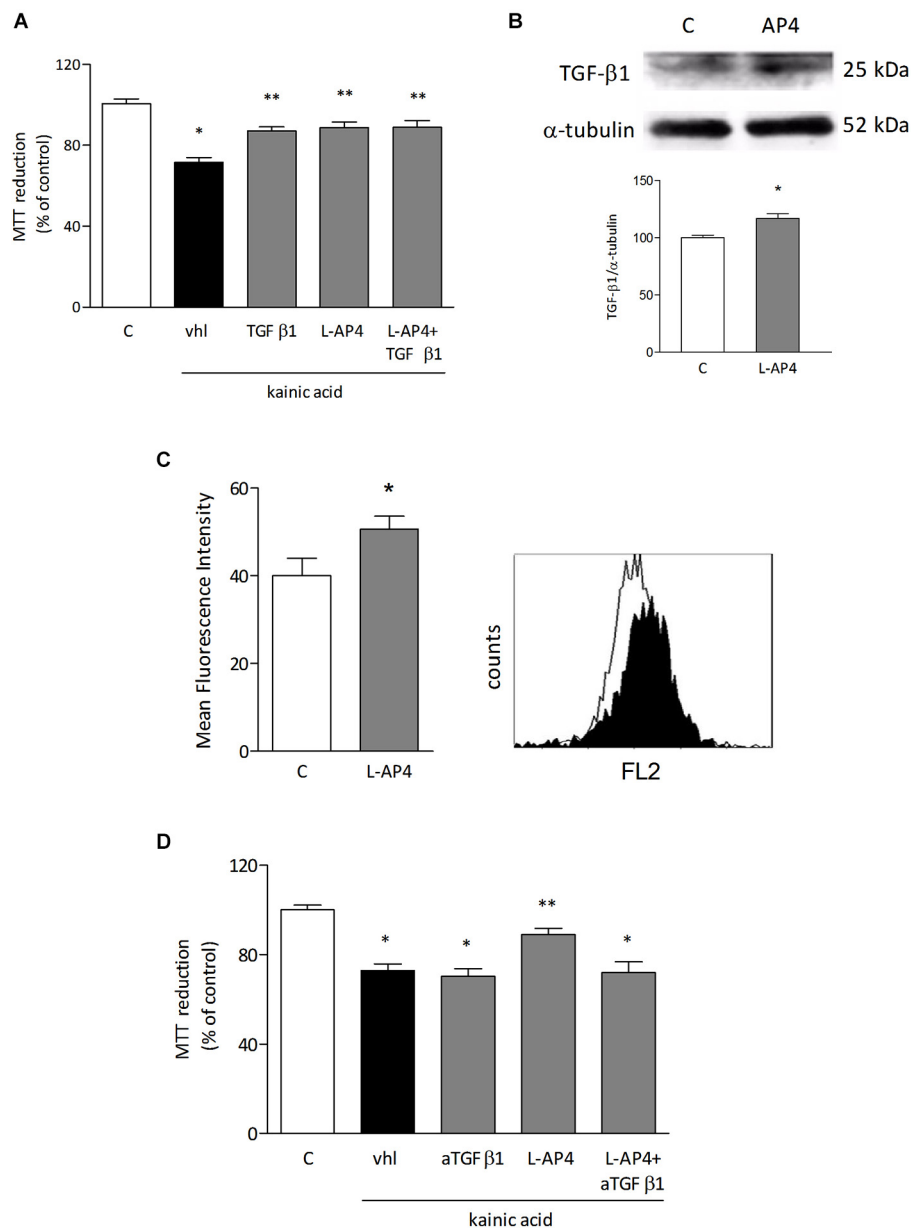 A
120
80
40
0
MTT reduction
(% of control)
*
**
**
**
C
vhl
TGF β1
L-AP4
L-AP4+
TGF β1
kainic acid
B
C
AP4
TGF-β1
25 kDa
α-tubulin
52 kDa
150
100
50
0
TGF-β1/α-tubulin
*
C
L-AP4
C
60
40
20
0
Mean Fluorescence Intensity
*
C
L-AP4
counts
FL2
D
120
80
40
0
MTT reduction
(% of control)
*
*
**
*
C
vhl
aTGF β1
L-AP4
L-AP4+
aTGF β1
kainic acid